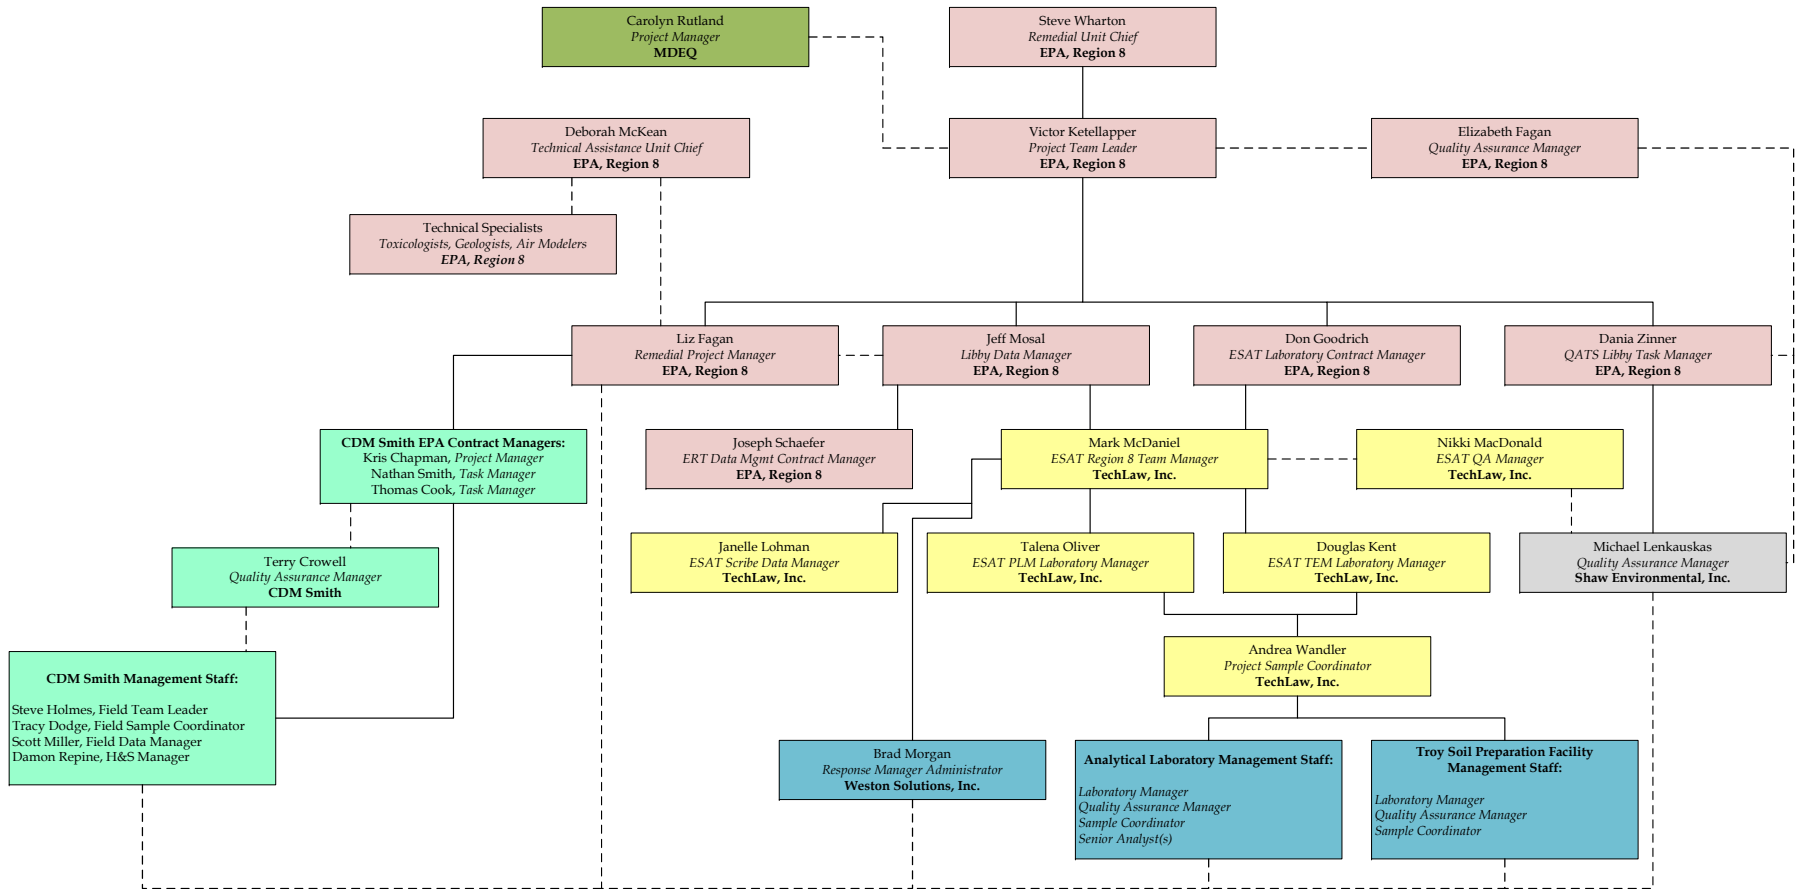 Carolyn Rutland
Project Manager
MDEQ
Steve Wharton
Remedial Unit Chief
EPA, Region 8
Deborah McKean
Technical Assistance Unit Chief
EPA, Region 8
Victor Ketellapper
Project Team Leader
EPA, Region 8
Elizabeth Fagan
Quality Assurance Manager
EPA, Region 8
Technical Specialists
Toxicologists, Geologists, Air Modelers
EPA, Region 8
Liz Fagan
Remedial Project Manager
EPA, Region 8
Jeff Mosal
Libby Data Manager
EPA, Region 8
Don Goodrich
ESAT Laboratory Contract Manager
EPA, Region 8
Dania Zinner
QATS Libby Task Manager
EPA, Region 8
CDM Smith EPA Contract Managers:
Kris Chapman, Project Manager
Nathan Smith, Task Manager
Thomas Cook, Task Manager
Joseph Schaefer
ERT Data Mgmt Contract Manager
EPA, Region 8
Mark McDaniel
ESAT Region 8 Team Manager
TechLaw, Inc.
Nikki MacDonald
ESAT QA Manager
TechLaw, Inc.
Terry Crowell
Quality Assurance Manager
CDM Smith
Janelle Lohman
ESAT Scribe Data Manager
TechLaw, Inc.
Talena Oliver
ESAT PLM Laboratory Manager
TechLaw, Inc.
Douglas Kent
ESAT TEM Laboratory Manager
TechLaw, Inc.
Michael Lenkauskas
Quality Assurance Manager
Shaw Environmental, Inc.
Andrea Wandler
Project Sample Coordinator
TechLaw, Inc.
CDM Smith Management Staff:
Steve Holmes, Field Team Leader
Tracy Dodge, Field Sample Coordinator
Scott Miller, Field Data Manager
Damon Repine, H&S Manager
Brad Morgan
Response Manager Administrator
Weston Solutions, Inc.
Analytical Laboratory Management Staff:
Laboratory Manager
Quality Assurance Manager
Sample Coordinator
Senior Analyst(s)
Troy Soil Preparation Facility
Management Staff:
Laboratory Manager
Quality Assurance Manager
Sample Coordinator